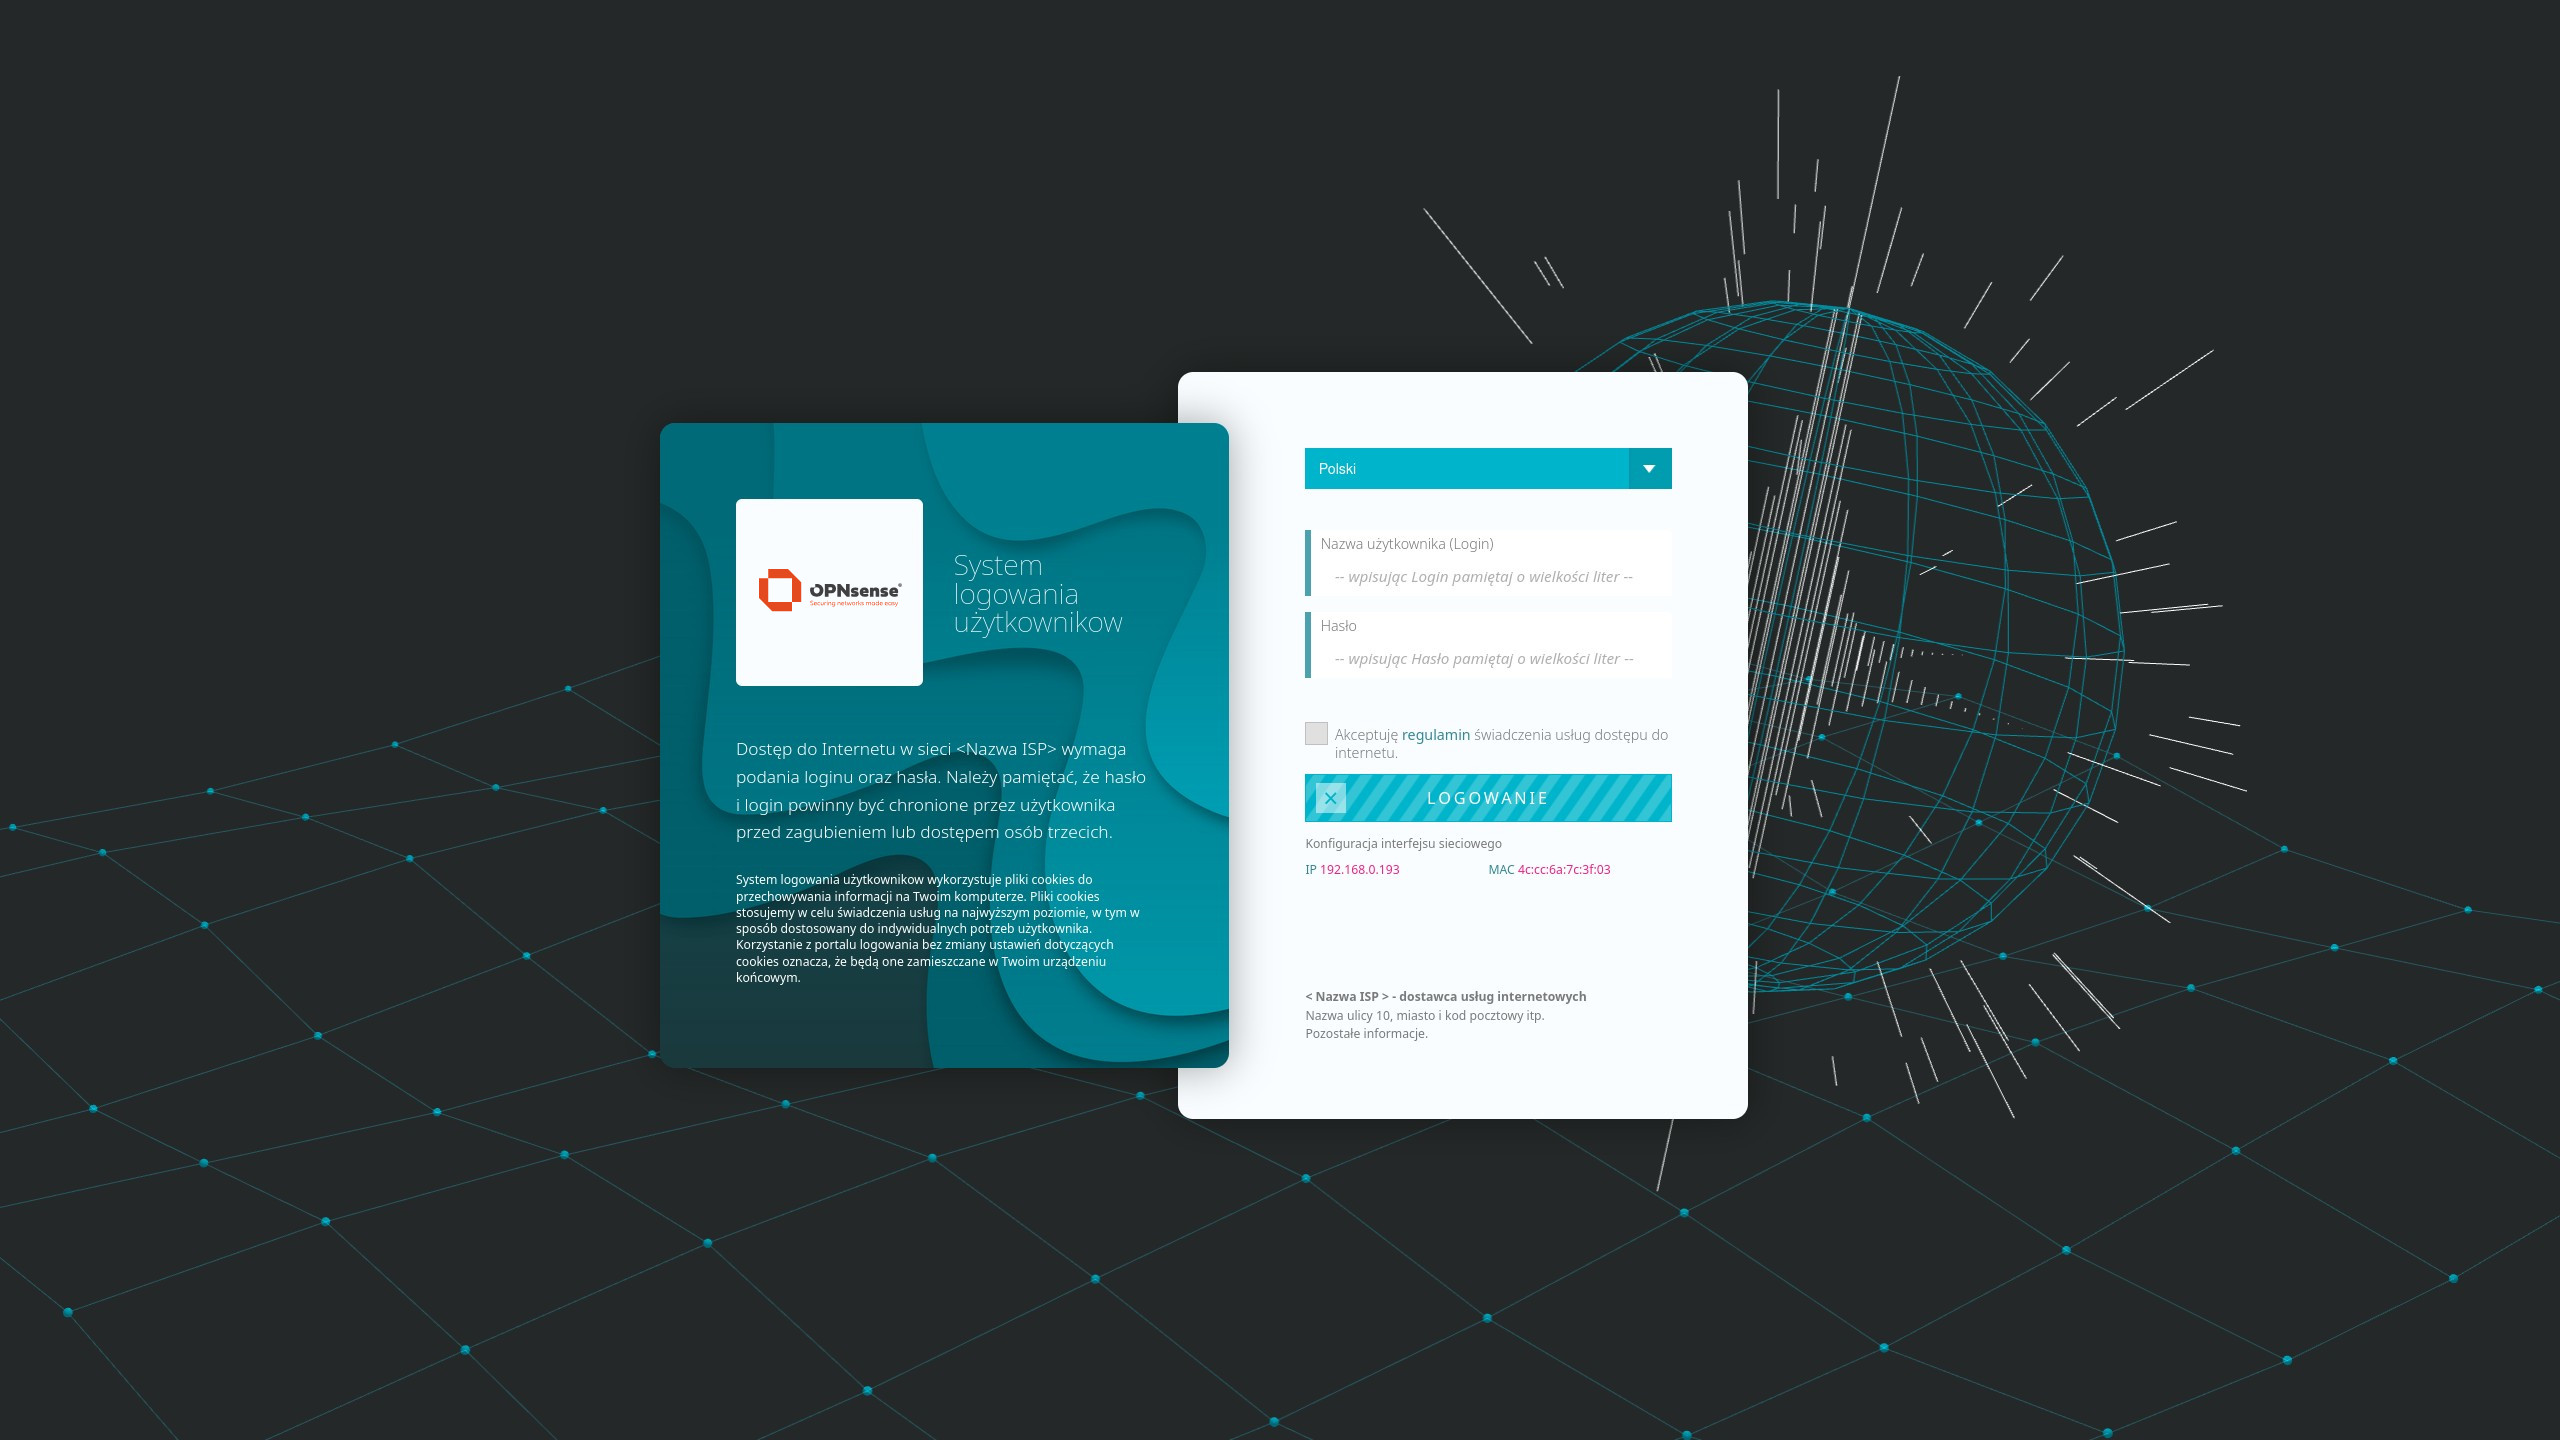 OPNsense®
Securing networks made easy
System
logowania
użytkownikow
Dostęp do Internetu w sieci <Nazwa ISP> wymaga
podania loginu oraz hasła. Należy pamiętać, że hasło
i login powinny być chronione przez użytkownika
przed zagubieniem lub dostępem osób trzecich.
System logowania użytkownikow wykorzystuje pliki cookies do
przechowywania informacji na Twoim komputerze. Pliki cookies
stosujemy w celu świadczenia usług na najwyższym poziomie, w tym w
sposób dostosowany do indywidualnych potrzeb użytkownika.
Korzystanie z portalu logowania bez zmiany ustawień dotyczących
cookies oznacza, że będą one zamieszczane w Twoim urządzeniu
końcowym.
Polski
Nazwa użytkownika (Login)
-- wpisując Login pamiętaj o wielkości liter --
Hasło
-- wpisując Hasło pamiętaj o wielkości liter --
Akceptuję regulamin świadczenia usług dostępu do
internetu.
LOGOWANIE
Konfiguracja interfejsu sieciowego
IP 192.168.0.193 MAC 4c:cc:6a:7c:3f:03
< Nazwa ISP > - dostawca usług internetowych
Nazwa ulicy 10, miasto i kod pocztowy itp.
Pozostałe informacje.